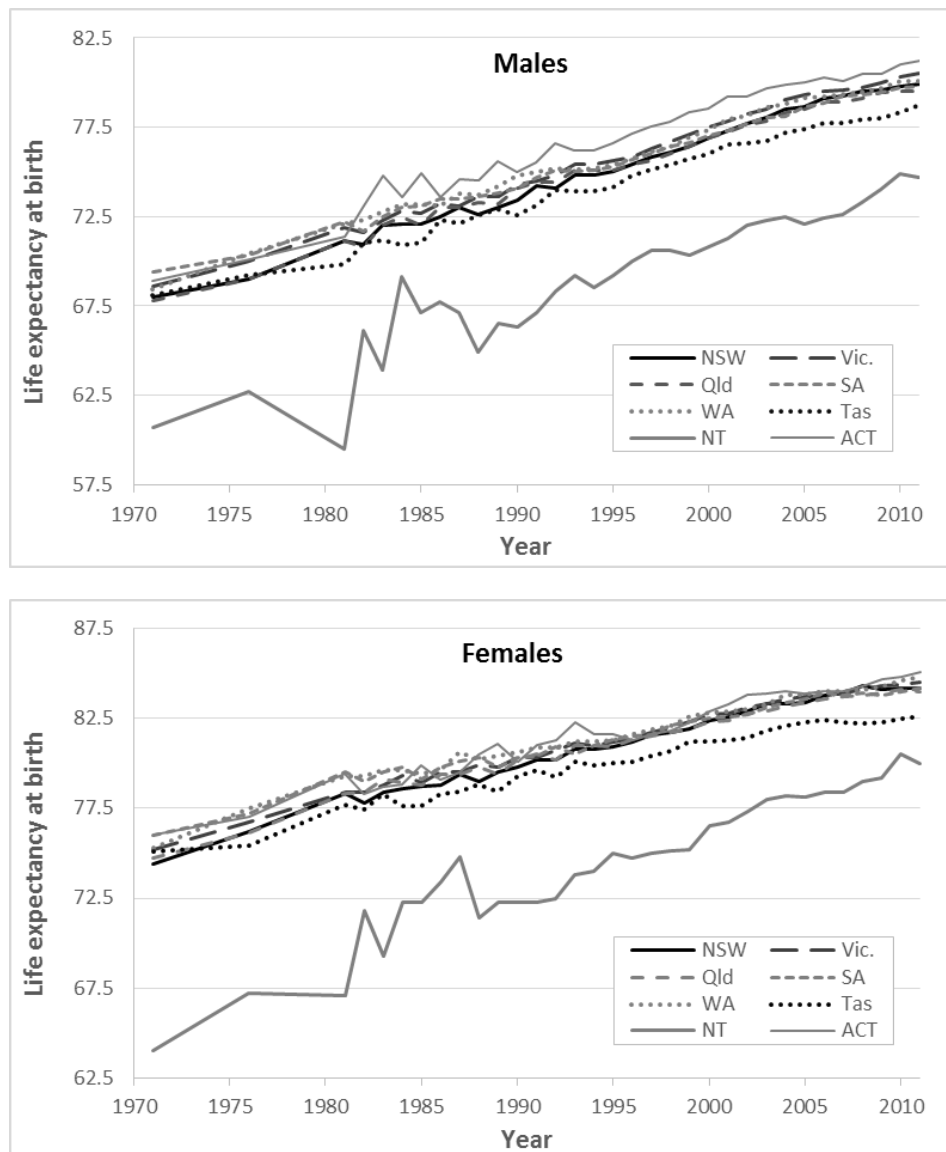 Males
Life expectancy at birth
82.5
77.5
72.5
67.5
62.5
57.5
NSW Vic.
Qld SA
WA Tas
NT ACT
1970 1975 1980 1985 1990 1995 2000 2005 2010
Year
Females
Life expectancy at birth
87.5
82.5
77.5
72.5
67.5
62.5
NSW Vic.
Qld SA
WA Tas
NT ACT
1970 1975 1980 1985 1990 1995 2000 2005 2010
Year